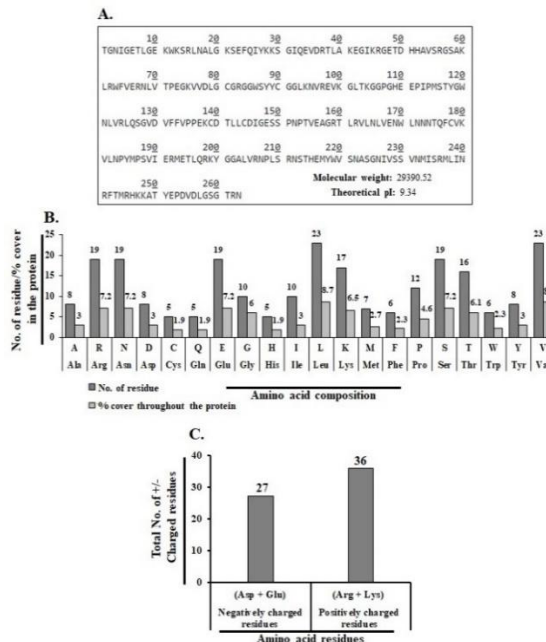 A.
10 20 30 40 50 60
TGNIGETLGE KWKSRLNALG KSEFQIYKKS GIQEVDRTLA KEGIKRGETD HHAVSRGSAK
70 80 90 100 110 120
LRWFVERNLV TPEGKVVDLG CGRGGWSYYC GGLKNVREVK GLTKGGPGHE EPIPMSTYGW
130 140 150 160 170 180
NLVRLQSGVD VFFVPPEKCD TLLCDIGESS PNPTVEAGRT LRVLNLVENW LNNNTQFCVK
190 200 210 220 230 240
VLNPYMPSVI ERMETLQRKY GGALVRNPLS RNSTHEMYWV SNASGNIVSS VNMISRMLIN
250 260
RFTMRHKKAT YEPDVDLGSG TRN
Molecular weight: 29390.52
Theoretical pI: 9.34
B.
No. of residue/% cover in the protein
25
20
15
10
5
0
8 3 19 7.2 19 7.2 8 3 5 1.9 5 1.9 19 7.2 10 6 5 1.9 10 3 23 8.7 17 6.5 7 2.7 6 2.3 12 4.6 19 7.2 16 6.1 6 2.3 8 3 23
A R N D C Q E G H I L K M F P S T W Y V
Ala Arg Asn Asp Cys Gln Glu Gly His Ile Leu Lys Met Phe Pro Ser Thr Trp Tyr
No. of residue
% cover throughout the protein
Amino acid composition
C.
Total No. of +/-
Charged residues
40
30
20
10
0
27
36
(Asp + Glu) (Arg + Lys)
Negatively charged residues
Positively charged residues
Amino acid residues